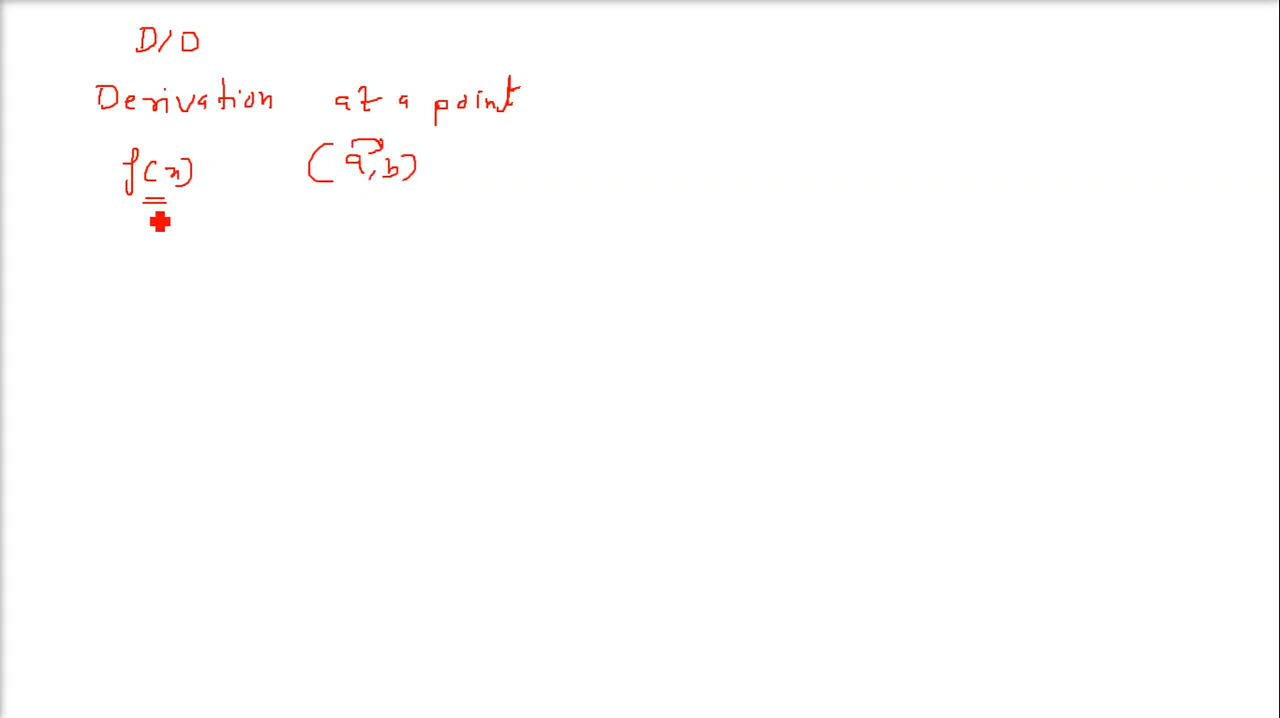 D/D
Derivation at a point
f(x) (a,b)